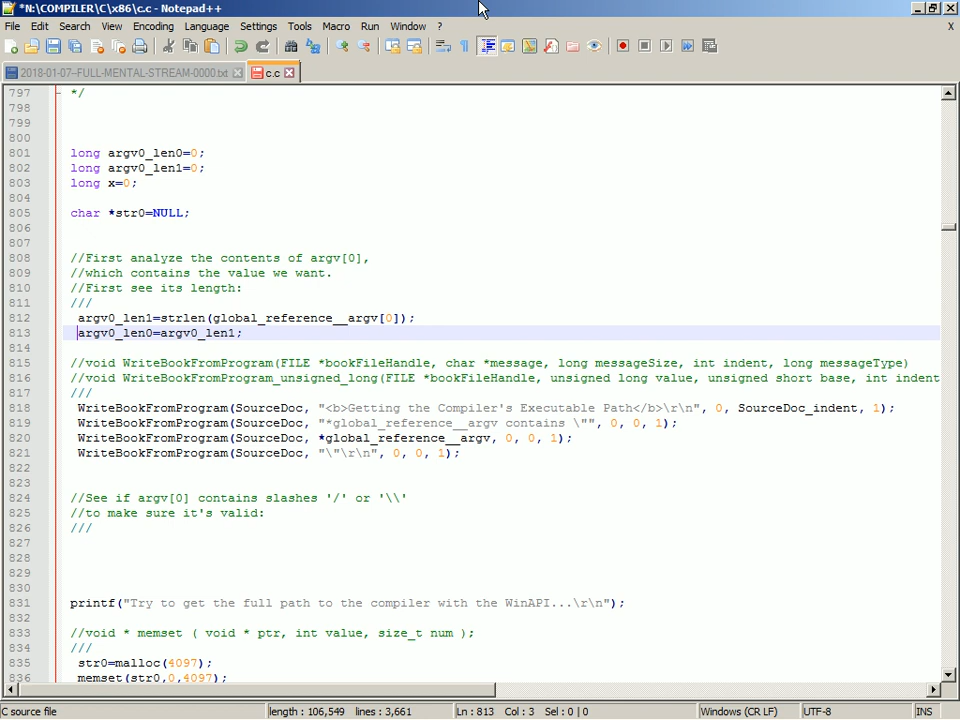 *N:\COMPILER\C\x86\c.c - Notepad++
File Edit Search View Encoding Language Settings Tools Macro Run Window ? X
2018-01-07--FULL-MENTAL-STREAM-0000.txt c.c
797 */
798
799
800
801 long argv0_len0=0;
802 long argv0_len1=0;
803 long x=0;
804
805 char *str0=NULL;
806
807
808 //First analyze the contents of argv[0],
809 //which contains the value we want.
810 //First see its length:
811 ///
812 argv0_len1=strlen(global_reference__argv[0]);
813 argv0_len0=argv0_len1;
814
815 //void WriteBookFromProgram(FILE *bookFileHandle, char *message, long messageSize, int indent, long messageType)
816 //void WriteBookFromProgram_unsigned_long(FILE *bookFileHandle, unsigned long value, unsigned short base, int indent
817 ///
818 WriteBookFromProgram(SourceDoc, "<b>Getting the Compiler's Executable Path</b>\r\n", 0, SourceDoc_indent, 1);
819 WriteBookFromProgram(SourceDoc, "*global_reference__argv contains \"", 0, 0, 1);
820 WriteBookFromProgram(SourceDoc, *global_reference__argv, 0, 0, 1);
821 WriteBookFromProgram(SourceDoc, "\"\r\n", 0, 0, 1);
822
823
824 //See if argv[0] contains slashes '/' or '\\'
825 //to make sure it's valid:
826 ///
827
828
829
830
831 printf("Try to get the full path to the compiler with the WinAPI...\r\n");
832
833 //void * memset ( void * ptr, int value, size_t num );
834 ///
835 str0=malloc(4097);
836 memset(str0,0,4097);
C source file length : 106,549 lines : 3,661 Ln : 813 Col : 3 Sel : 0 | 0 Windows (CR LF) UTF-8 INS